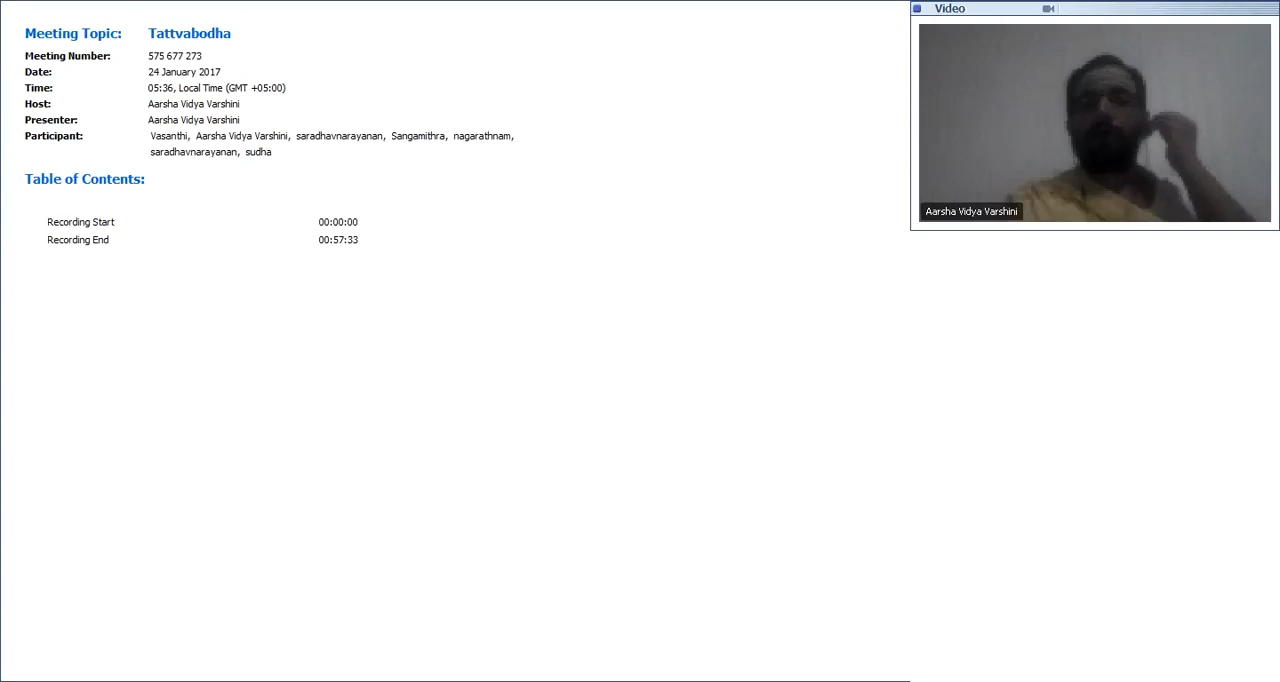 Meeting Topic: Tattvabodha
Meeting Number: 575 677 273
Date: 24 January 2017
Time: 05:36, Local Time (GMT +05:00)
Host: Aarsha Vidya Varshini
Presenter: Aarsha Vidya Varshini
Participant: Vasanthi, Aarsha Vidya Varshini, saradhavnarayanan, Sangamithra, nagarathnam,
saradhavnarayanan, sudha
Table of Contents:
Recording Start 00:00:00
Recording End 00:57:33
Video
Aarsha Vidya Varshini